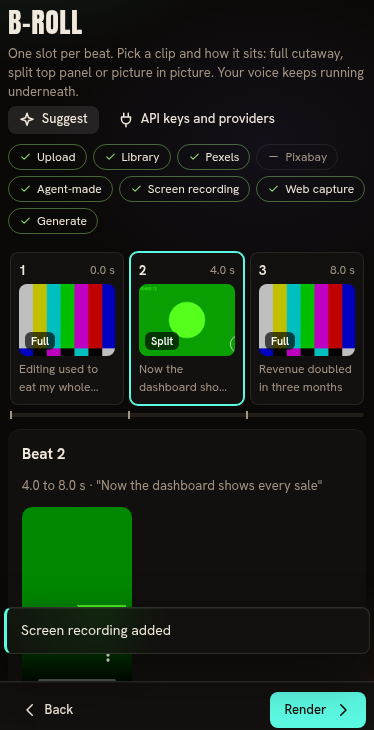 B-ROLL
One slot per beat. Pick a clip and how it sits: full cutaway,
split top panel or picture in picture. Your voice keeps running
underneath.
Suggest
API keys and providers
Upload
Library
Pexels
Pixabay
Agent-made
Screen recording
Web capture
Generate
1 0.0 s
Full
Editing used to
eat my whole...
2 4.0 s
Split
Now the
dashboard sho...
3 8.0 s
Full
Revenue doubled
in three months
Beat 2
4.0 to 8.0 s · "Now the dashboard shows every sale"
Screen recording added
Back
Render